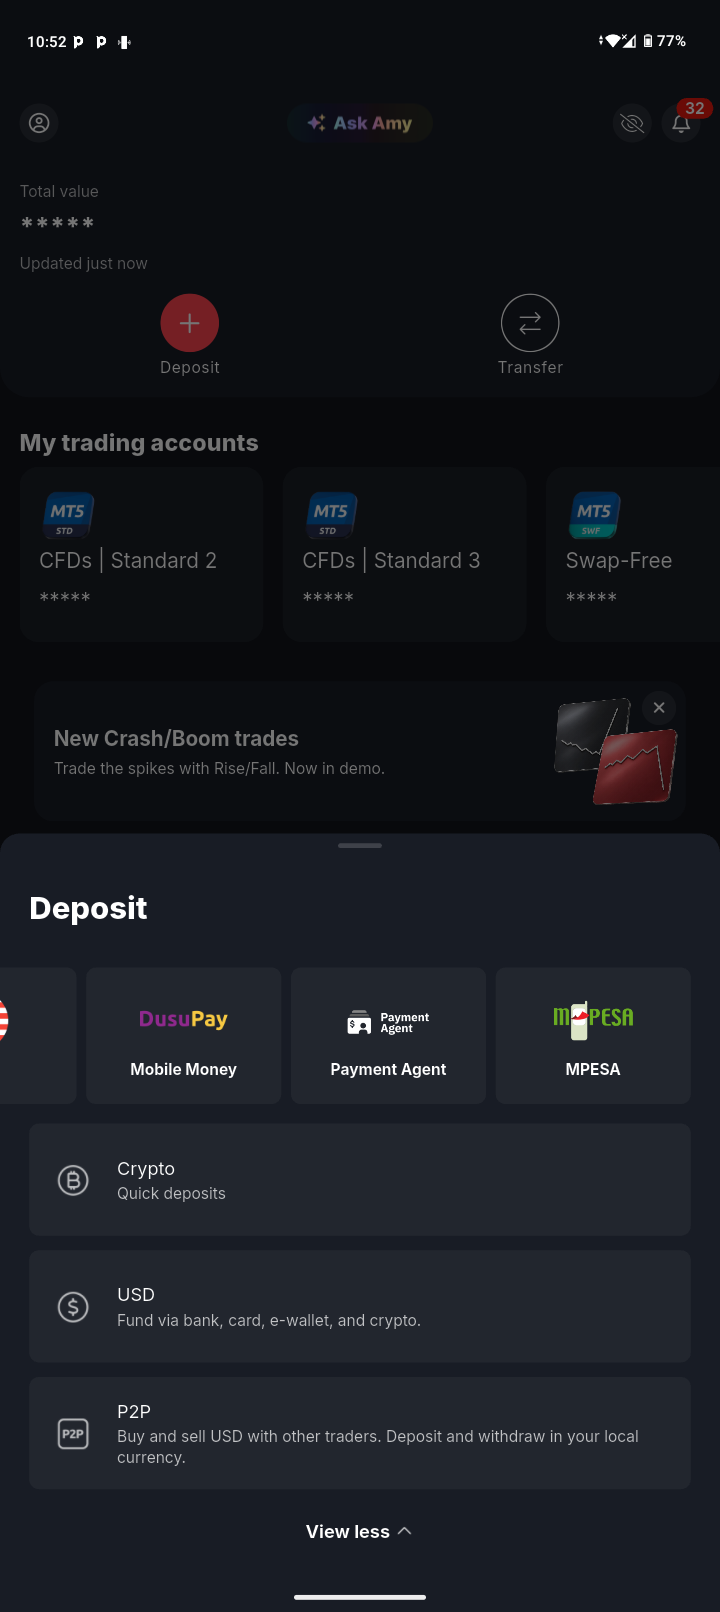 10:52
77%
Ask Amy
32
Total value
*****
Updated just now
Deposit
Transfer
My trading accounts
MT5
STD
CFDs | Standard 2
*****
MT5
STD
CFDs | Standard 3
*****
MT5
SWF
Swap-Free
*****
New Crash/Boom trades
Trade the spikes with Rise/Fall. Now in demo.
Deposit
DusuPay
Mobile Money
Payment
Agent
Payment Agent
M-PESA
MPESA
Crypto
Quick deposits
USD
Fund via bank, card, e-wallet, and crypto.
P2P
P2P
Buy and sell USD with other traders. Deposit and withdraw in your local
currency.
View less